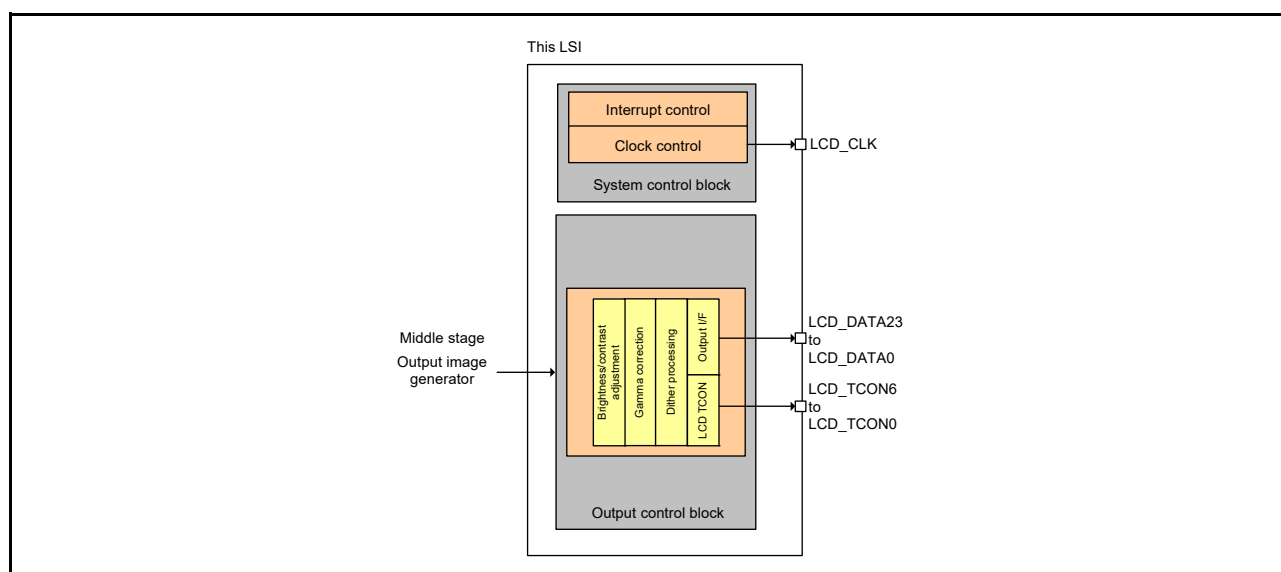 This LSI
Interrupt control
Clock control
LCD_CLK
System control block
Middle stage
Output image
generator
Brightness/contrast
adjustment
Gamma correction
Dither processing
Output I/F
LCD TCON
LCD_DATA23
to
LCD_DATA0
LCD_TCON6
to
LCD_TCON0
Output control block